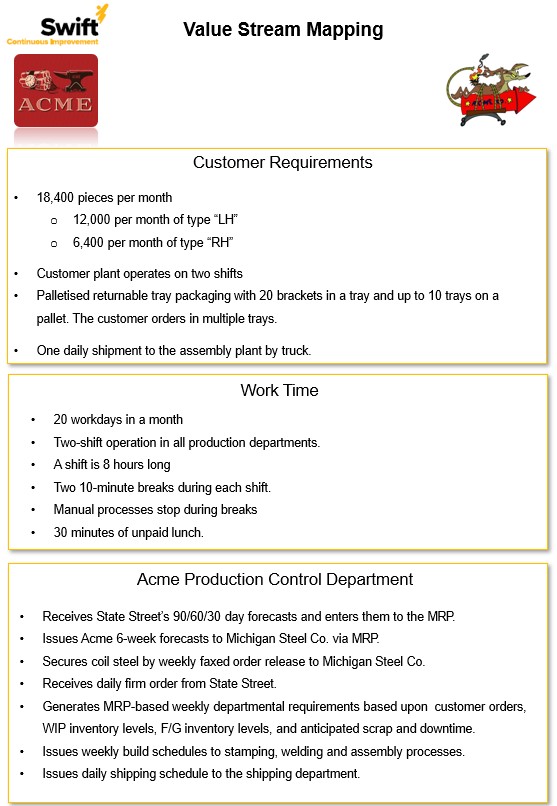 Swift
Continuous Improvement
Value Stream Mapping
ACME
Customer Requirements
• 18,400 pieces per month
o 12,000 per month of type “LH”
o 6,400 per month of type “RH”
• Customer plant operates on two shifts
• Palletised returnable tray packaging with 20 brackets in a tray and up to 10 trays on a
pallet. The customer orders in multiple trays.
• One daily shipment to the assembly plant by truck.
Work Time
• 20 workdays in a month
• Two-shift operation in all production departments.
• A shift is 8 hours long
• Two 10-minute breaks during each shift.
• Manual processes stop during breaks
• 30 minutes of unpaid lunch.
Acme Production Control Department
• Receives State Street’s 90/60/30 day forecasts and enters them to the MRP.
• Issues Acme 6-week forecasts to Michigan Steel Co. via MRP.
• Secures coil steel by weekly faxed order release to Michigan Steel Co.
• Receives daily firm order from State Street.
• Generates MRP-based weekly departmental requirements based upon customer orders,
WIP inventory levels, F/G inventory levels, and anticipated scrap and downtime.
• Issues weekly build schedules to stamping, welding and assembly processes.
• Issues daily shipping schedule to the shipping department.